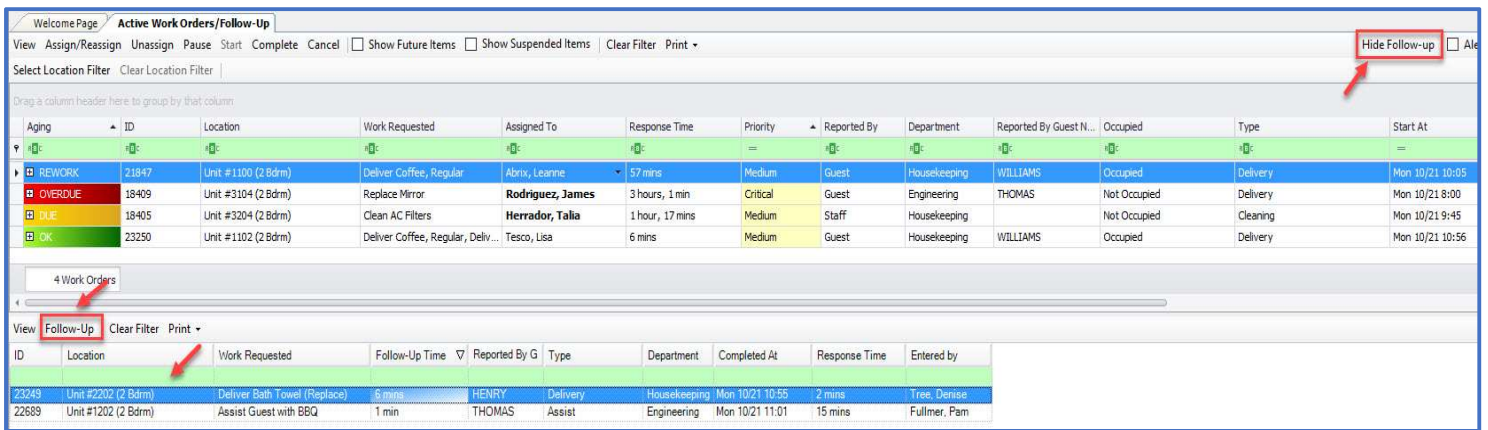 Welcome Page Active Work Orders/Follow-Up
View Assign/Reassign Unassign Pause Start Complete Cancel Show Future Items Show Suspended Items Clear Filter Print Hide Follow-up Ale
Select Location Filter Clear Location Filter
Drag a column header here to group by that column
Aging ID Location Work Requested Assigned To Response Time Priority Reported By Department Reported By Guest N... Occupied Type Start At
= =
REWORK 21847 Unit #1100 (2 Bdrm) Deliver Coffee, Regular Abrix, Leanne 57 mins Medium Guest Housekeeping WILLIAMS Occupied Delivery Mon 10/21 10:05
OVERDUE 18409 Unit #3104 (2 Bdrm) Replace Mirror Rodriguez, James 3 hours, 1 min Critical Guest Engineering THOMAS Not Occupied Delivery Mon 10/21 8:00
DUE 18405 Unit #3204 (2 Bdrm) Clean AC Filters Herrador, Talia 1 hour, 17 mins Medium Staff Housekeeping Not Occupied Cleaning Mon 10/21 9:45
OK 23250 Unit #1102 (2 Bdrm) Deliver Coffee, Regular, Deliv... Tesco, Lisa 6 mins Medium Guest Housekeeping WILLIAMS Occupied Delivery Mon 10/21 10:56
4 Work Orders
View Follow-Up Clear Filter Print
ID Location Work Requested Follow-Up Time Reported By G Type Department Completed At Response Time Entered by
23249 Unit #2202 (2 Bdrm) Deliver Bath Towel (Replace) 6 mins HENRY Delivery Housekeeping Mon 10/21 10:55 2 mins Tree, Denise
22689 Unit #1202 (2 Bdrm) Assist Guest with BBQ 1 min THOMAS Assist Engineering Mon 10/21 11:01 15 mins Fullmer, Pam